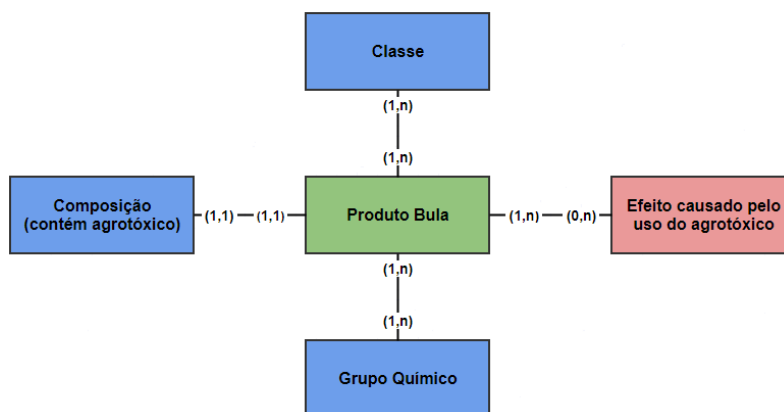 Classe
(1,n)
(1,n)
Composição
(contém agrotóxico)
(1,1)
(1,1)
Produto Bula
(1,n)
(0,n)
Efeito causado pelo
uso do agrotóxico
(1,n)
(1,n)
Grupo Químico